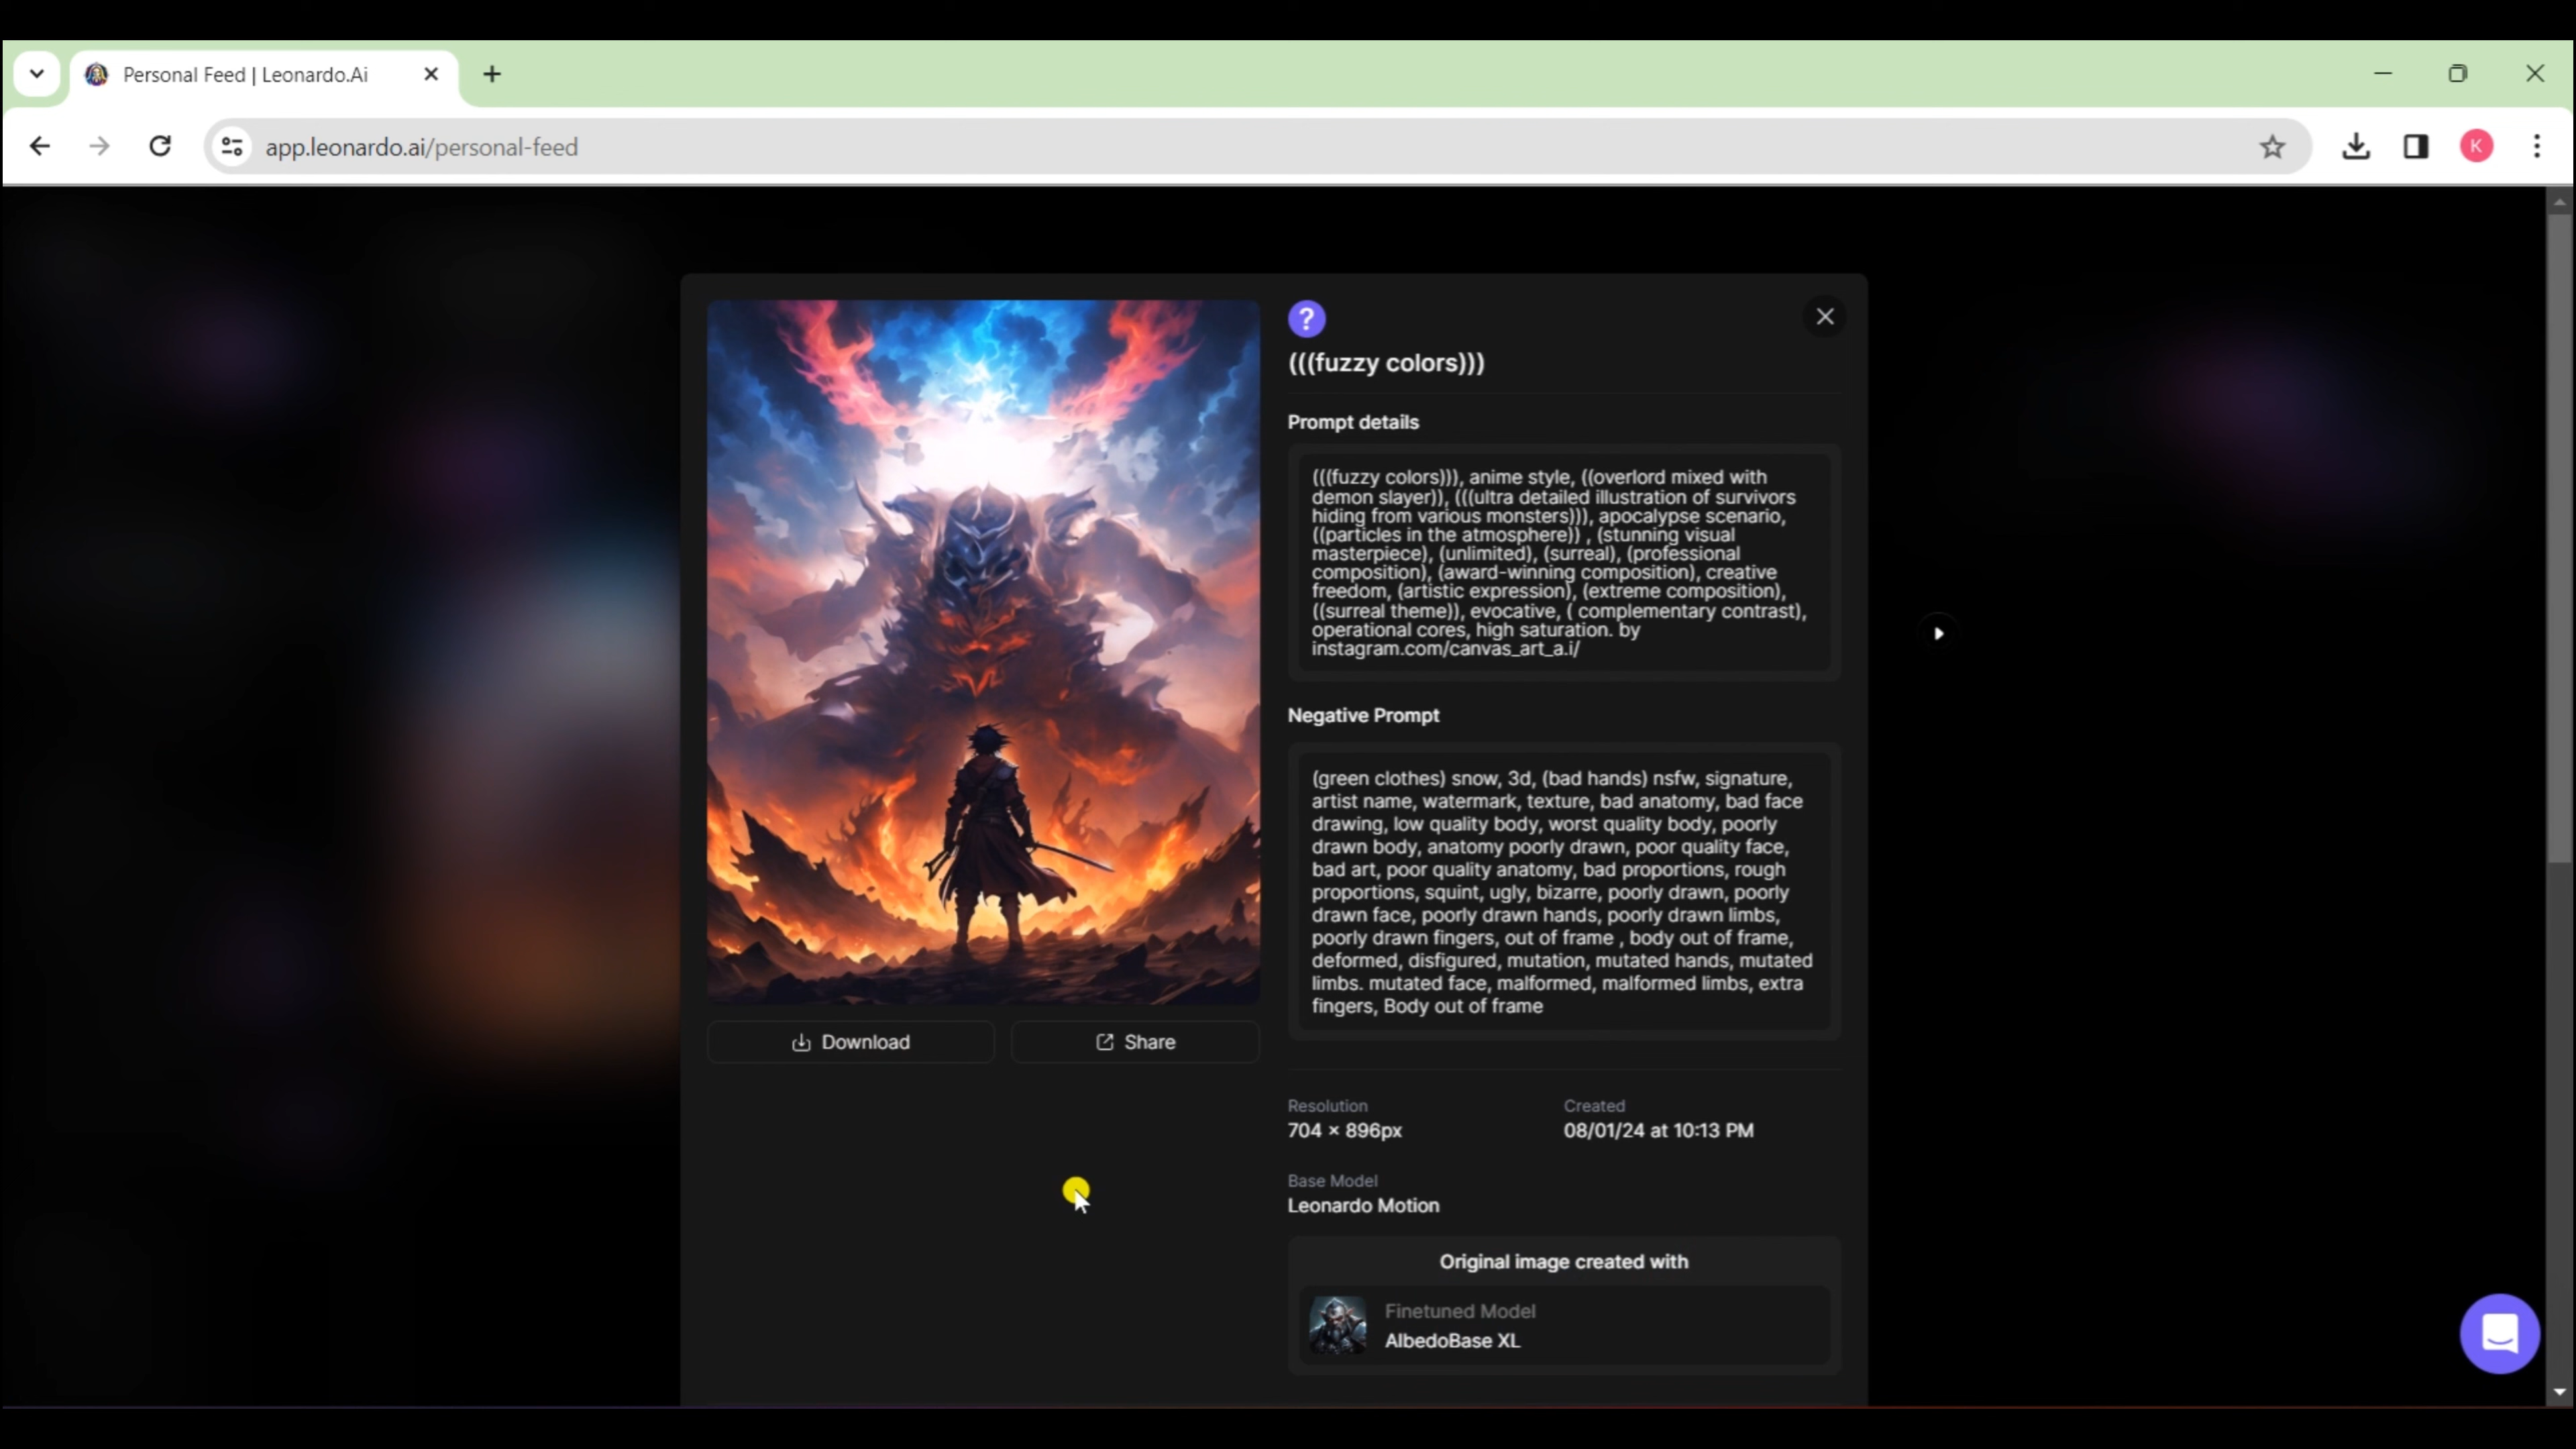 Personal Feed | Leonardo.Ai
app.leonardo.ai/personal-feed
K
?
(((fuzzy colors)))
Prompt details
(((fuzzy colors))), anime style, ((overlord mixed with
demon slayer)), (((ultra detailed illustration of survivors
hiding from various monsters))), apocalypse scenario,
((particles in the atmosphere)) , (stunning visual
masterpiece), (unlimited), (surreal), (professional
composition), (award-winning composition), creative
freedom, (artistic expression), (extreme composition),
((surreal theme)), evocative, ( complementary contrast),
operational cores, high saturation. by
instagram.com/canvas_art_a.i/
Negative Prompt
(green clothes) snow, 3d, (bad hands) nsfw, signature,
artist name, watermark, texture, bad anatomy, bad face
drawing, low quality body, worst quality body, poorly
drawn body, anatomy poorly drawn, poor quality face,
bad art, poor quality anatomy, bad proportions, rough
proportions, squint, ugly, bizarre, poorly drawn, poorly
drawn face, poorly drawn hands, poorly drawn limbs,
poorly drawn fingers, out of frame , body out of frame,
deformed, disfigured, mutation, mutated hands, mutated
limbs. mutated face, malformed, malformed limbs, extra
fingers, Body out of frame
Download
Share
Resolution
704 × 896px
Created
08/01/24 at 10:13 PM
Base Model
Leonardo Motion
Original image created with
Finetuned Model
AlbedoBase XL